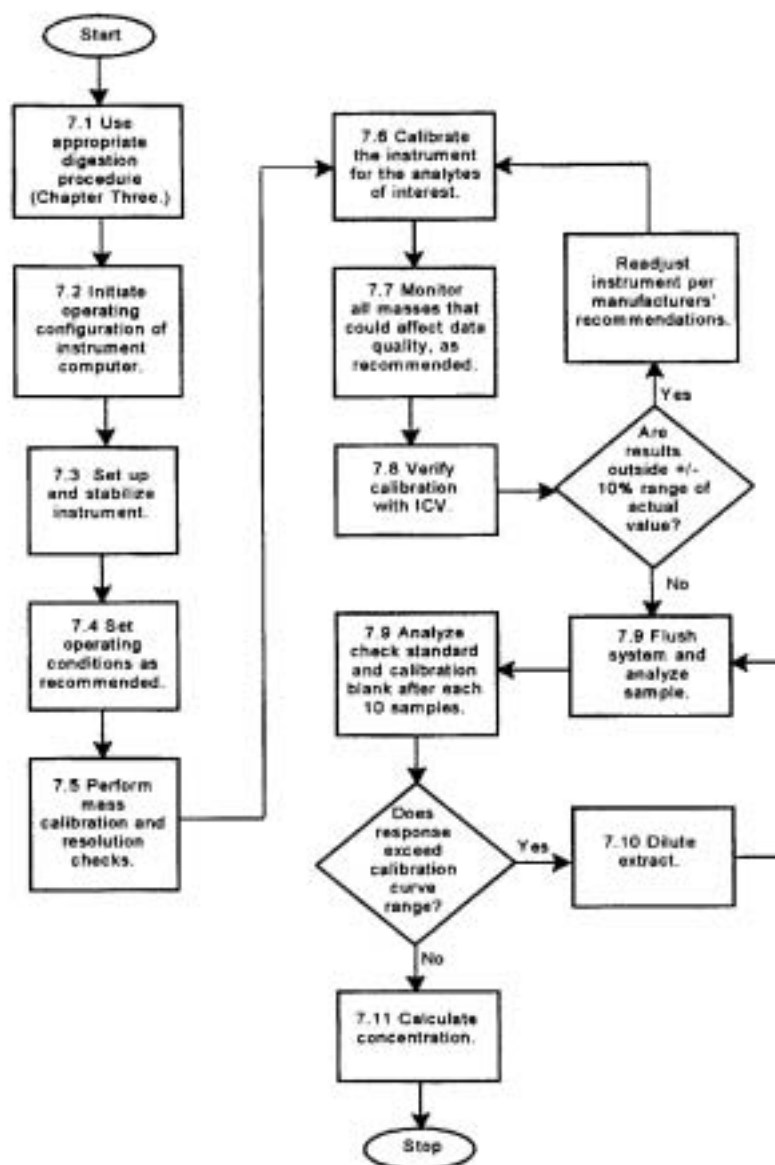 Start
7.1 Use
appropriate
digestion
procedure
(Chapter Three.)
7.2 Initiate
operating
configuration of
instrument
computer.
7.3 Set up
and stabilize
instrument.
7.4 Set
operating
conditions as
recommended.
7.5 Perform
mass
calibration and
resolution
checks.
7.6 Calibrate
the instrument
for the analytes
of interest.
7.7 Monitor
all masses that
could affect data
quality, as
recommended.
7.8 Verify
calibration
with ICV.
Are
results
outside +/-
10% range of
actual
value?
Yes
Readjust
instrument per
manufacturers'
recommendations.
No
7.9 Flush
system and
analyze
sample.
7.9 Analyze
check standard
and calibration
blank after each
10 samples.
Does
response
exceed
calibration
curve
range?
Yes
7.10 Dilute
extract.
No
7.11 Calculate
concentration.
Stop